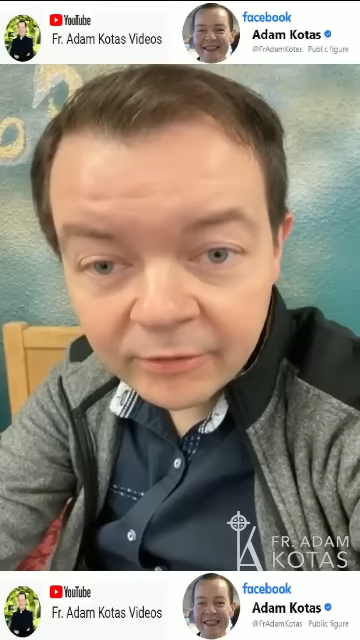 YouTube
Fr. Adam Kotas Videos
facebook
Adam Kotas
@FrAdamKotas · Public figure
FR. ADAM
KOTAS
YouTube
Fr. Adam Kotas Videos
facebook
Adam Kotas
@FrAdamKotas · Public figure